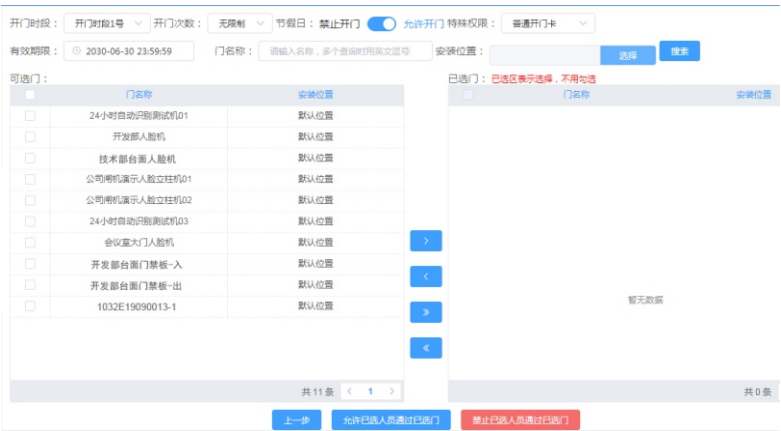 开门时段： 开门时段1号 开门次数： 无限制 节假日： 禁止开门 允许开门 特殊权限： 普通开门卡
有效期限： 2030-06-30 23:59:59 门名称： 请输入名称，多个查询时用英文逗号 安装位置： 选择 搜索
可选门： 已选门： 已选区表示选择，不用勾选
门名称 安装位置 门名称 安装位置
24小时自动识别测试机01 默认位置
开发部人脸机 默认位置
技术部台面人脸机 默认位置
公司闸机演示人脸立柱机01 默认位置
公司闸机演示人脸立柱机02 默认位置
24小时自动识别测试机03 默认位置
会议室大门人脸机 默认位置
开发部台面门禁板-入 默认位置
开发部台面门禁板-出 默认位置
1032E19090013-1 默认位置
暂无数据
共 11 条 < 1 > 共 0 条
上一步 允许已选人员通过已选门 禁止已选人员通过已选门